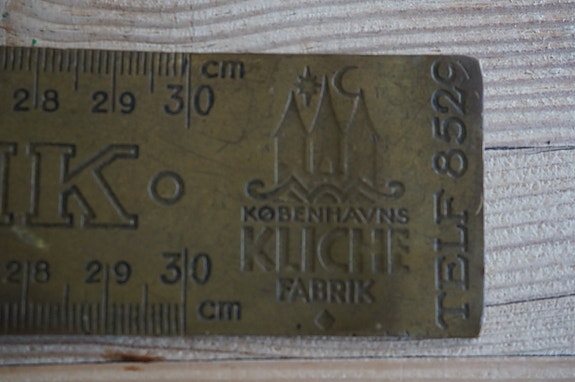 cm
28 29 30
IK
KØBENHAVNS
KLICHE
FABRIK
TELF 8529
28 29 30
cm